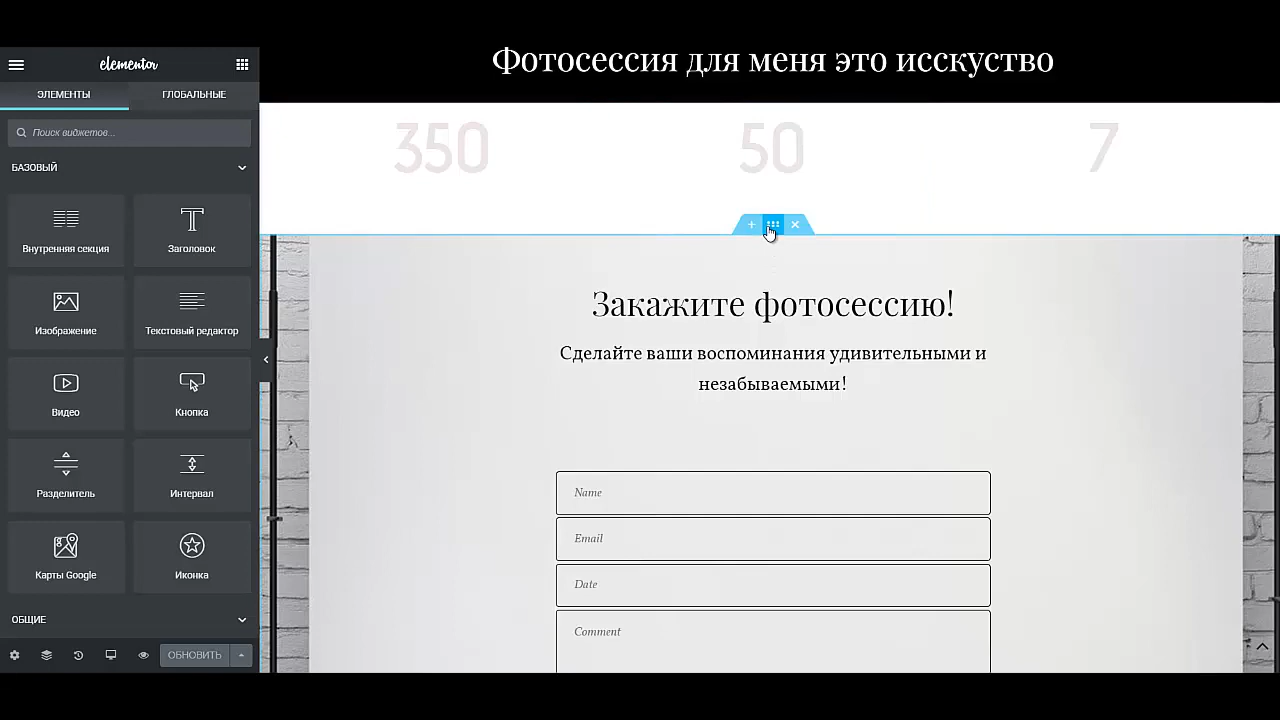 Фотосессия для меня это исскуство
elementor
ЭЛЕМЕНТЫ ГЛОБАЛЬНЫЕ
Поиск виджетов...
БАЗОВЫЙ
Внутренняя секция Заголовок
Изображение Текстовый редактор
Видео Кнопка
Разделитель Интервал
Карты Google Иконка
ОБЩИЕ
ОБНОВИТЬ
350 50 7
Закажите фотосессию!
Сделайте ваши воспоминания удивительными и
незабываемыми!
Name
Email
Date
Comment